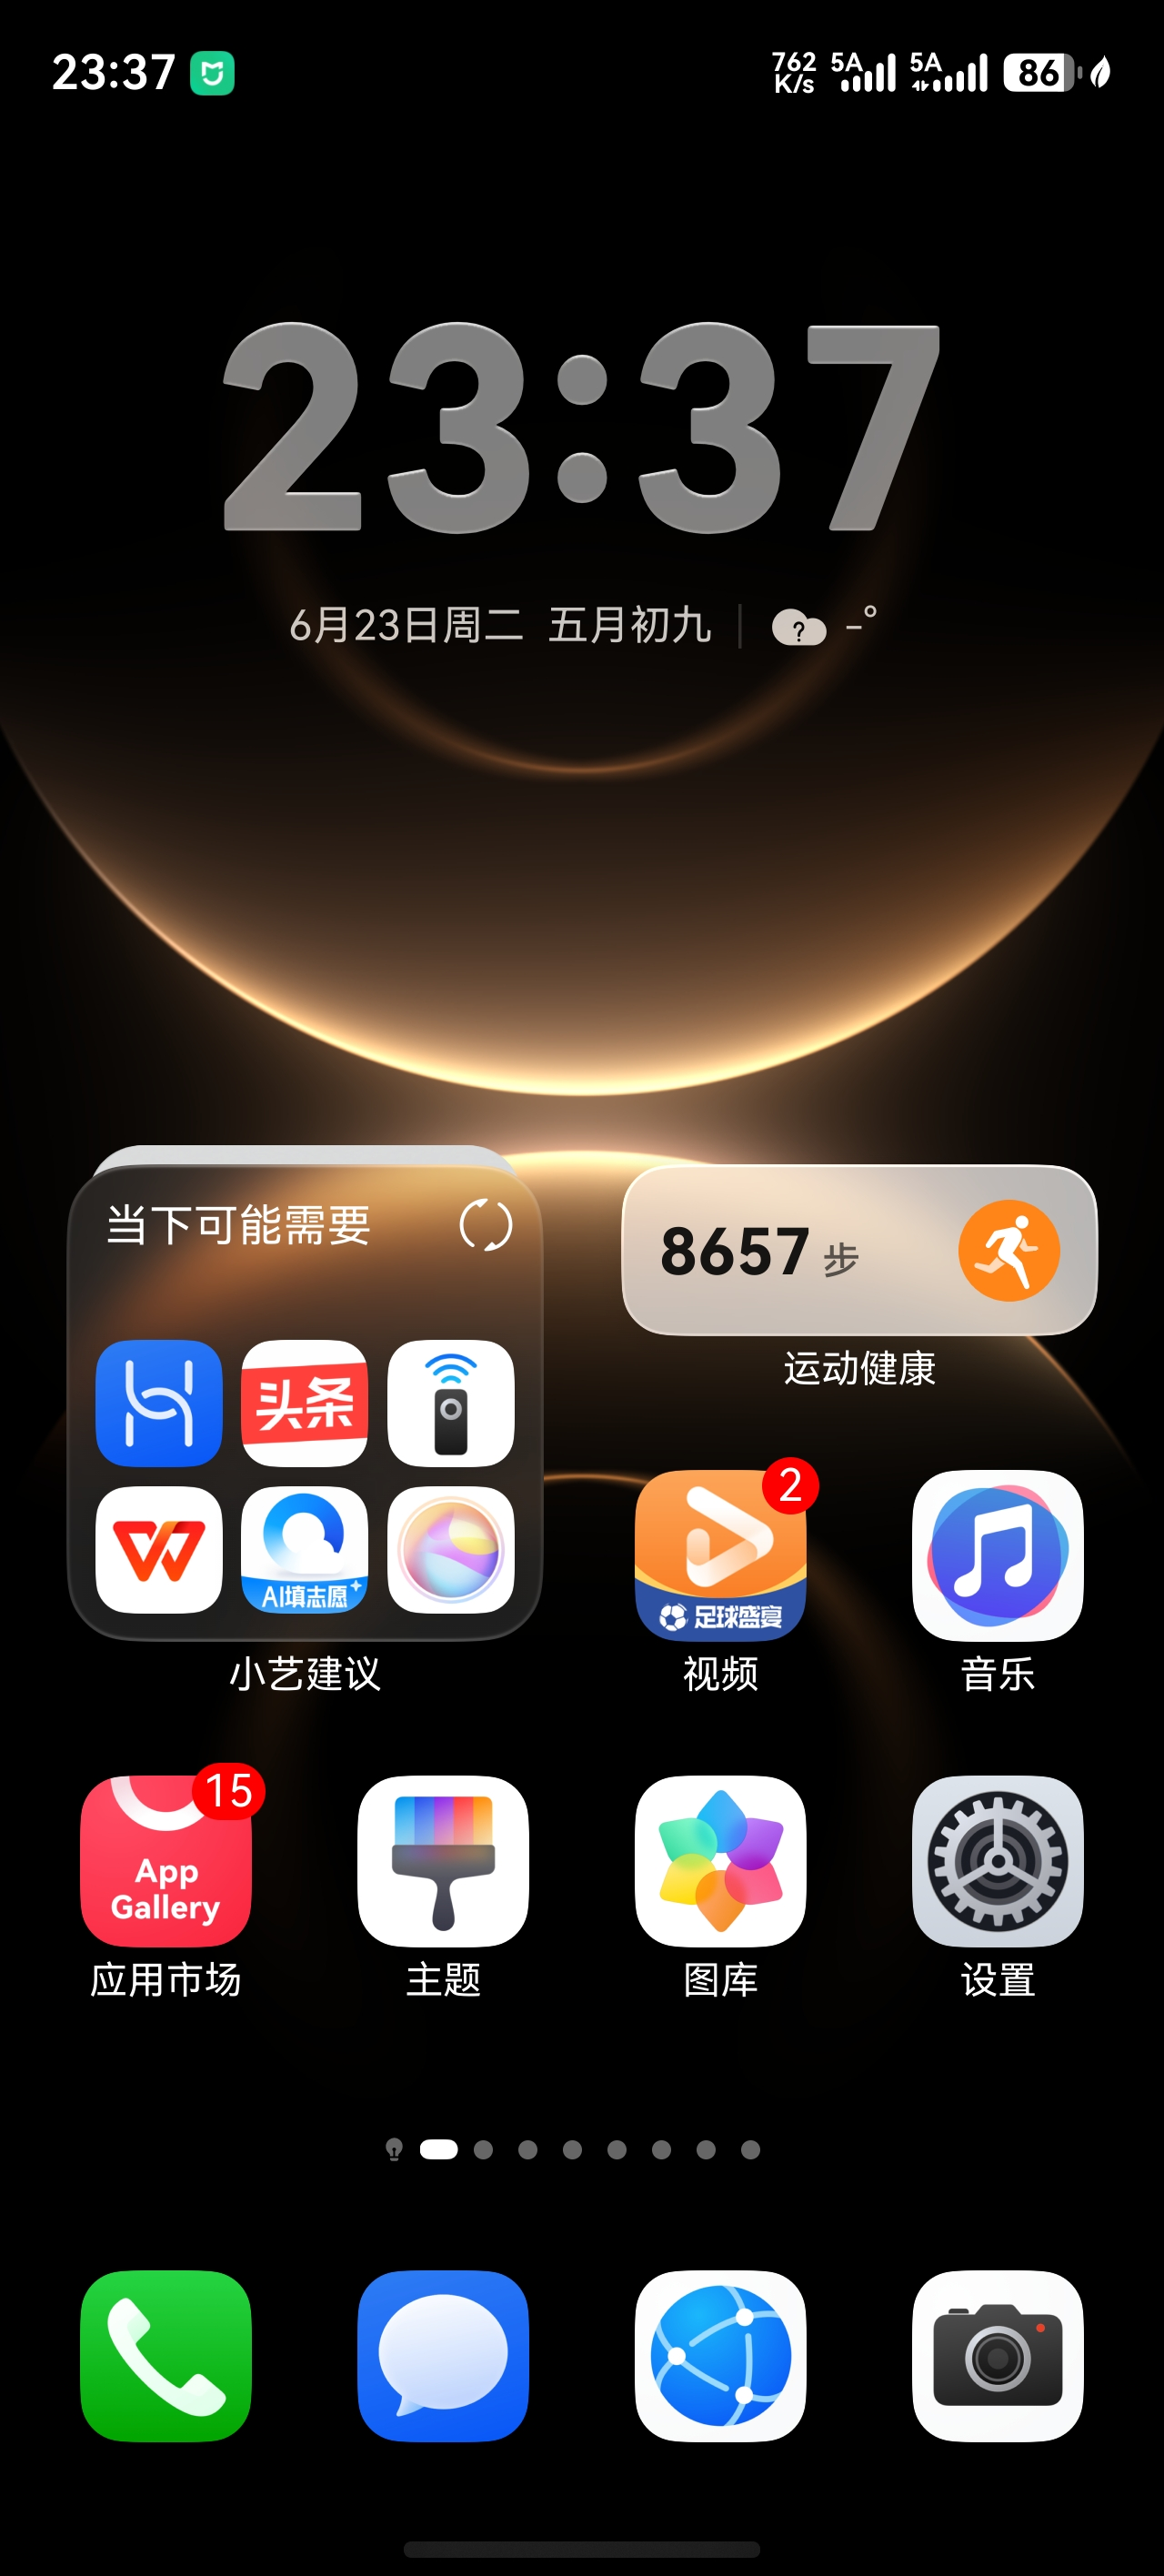 23:37
762 K/s 5A 5A 86
23:37
6月23日周二 五月初九 -°
当下可能需要
8657 步
运动健康
头条
AI填志愿
小艺建议
2
足球盛宴
视频
音乐
15
App
Gallery
应用市场
主题
图库
设置